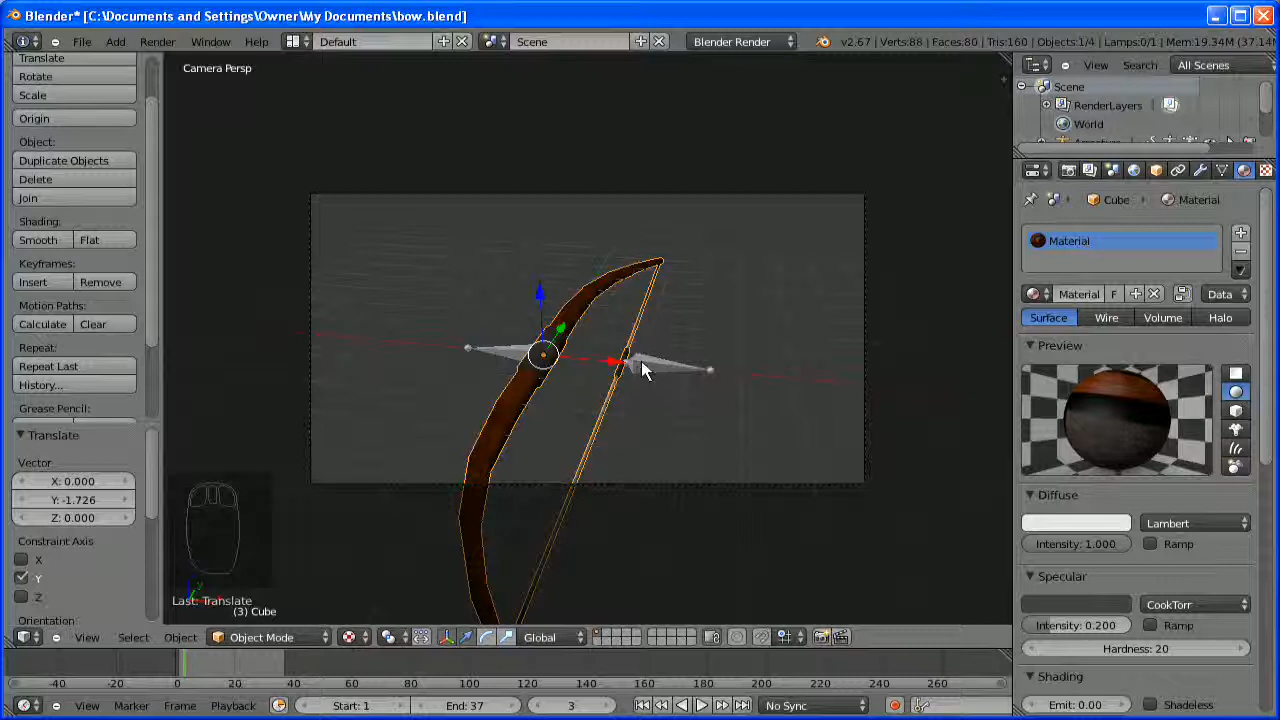 Blender* [C:\Documents and Settings\Owner\My Documents\bow.blend]
File Add Render Window Help Default Scene Blender Render v2.67 | Verts:88 | Faces:80 | Tris:160 | Objects:1/4 | Lamps:0/1 | Mem:19.34M (37.14
Translate
Rotate
Scale
Origin
Object:
Duplicate Objects
Delete
Join
Shading:
Smooth Flat
Keyframes:
Insert Remove
Motion Paths:
Calculate Clear
Repeat:
Repeat Last
History...
Grease Pencil:
Translate
Vector
X: 0.000
Y: -1.726
Z: 0.000
Constraint Axis
X
Y
Z
Orientation
Camera Persp
Last: Translate
(3) Cube
View Select Object Object Mode Global
-40 -20 0 20 40 60 80 100 120 140 160 180 200 220 240 260
View Marker Frame Playback Start: 1 End: 37 3 No Sync
View Search All Scenes
Scene
RenderLayers
World
Cube Material
Material
Material F Data
Surface Wire Volume Halo
Preview
Diffuse
Lambert
Intensity: 1.000 Ramp
Specular
CookTorr
Intensity: 0.200 Ramp
Hardness: 20
Shading
Emit: 0.00 Shadeless